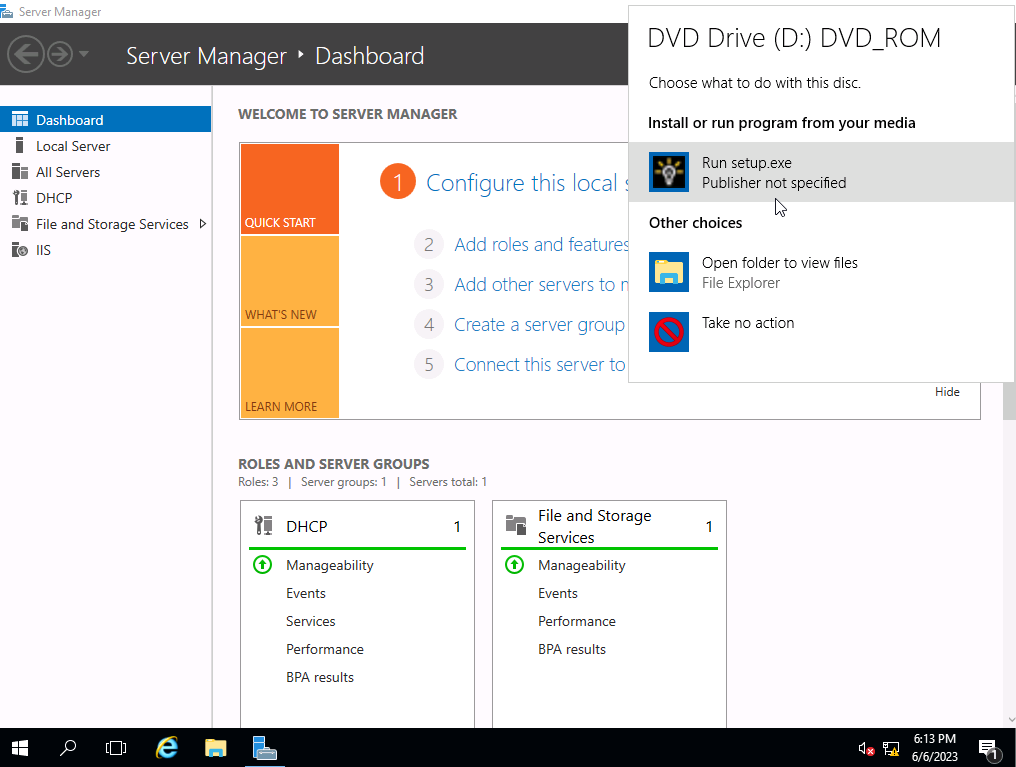 Server Manager
Server Manager ‣ Dashboard
Dashboard
Local Server
All Servers
DHCP
File and Storage Services
IIS
WELCOME TO SERVER MANAGER
QUICK START
WHAT'S NEW
LEARN MORE
1 Configure this local
2 Add roles and features
3 Add other servers to
4 Create a server group
5 Connect this server to
Hide
ROLES AND SERVER GROUPS
Roles: 3 | Server groups: 1 | Servers total: 1
DHCP 1
Manageability
Events
Services
Performance
BPA results
File and Storage
Services 1
Manageability
Events
Performance
BPA results
DVD Drive (D:) DVD_ROM
Choose what to do with this disc.
Install or run program from your media
Run setup.exe
Publisher not specified
Other choices
Open folder to view files
File Explorer
Take no action
6:13 PM
6/6/2023
1